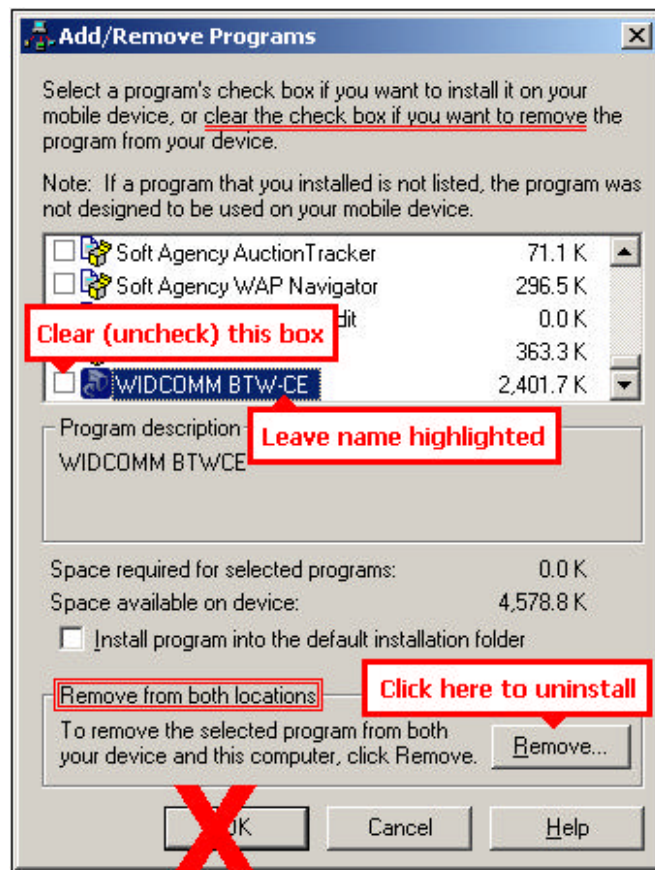 Add/Remove Programs
Select a program's check box if you want to install it on your
mobile device, or clear the check box if you want to remove the
program from your device.
Note: If a program that you installed is not listed, the program was
not designed to be used on your mobile device.
Soft Agency AuctionTracker 71.1 K
Soft Agency WAP Navigator 296.5 K
0.0 K
Clear (uncheck) this box
363.3 K
WIDCOMM BTW-CE 2,401.7 K
Leave name highlighted
Program description
WIDCOMM BTWCE
Space required for selected programs: 0.0 K
Space available on device: 4,578.8 K
Install program into the default installation folder
Click here to uninstall
Remove from both locations
To remove the selected program from both
your device and this computer, click Remove.
Remove...
X
OK Cancel Help